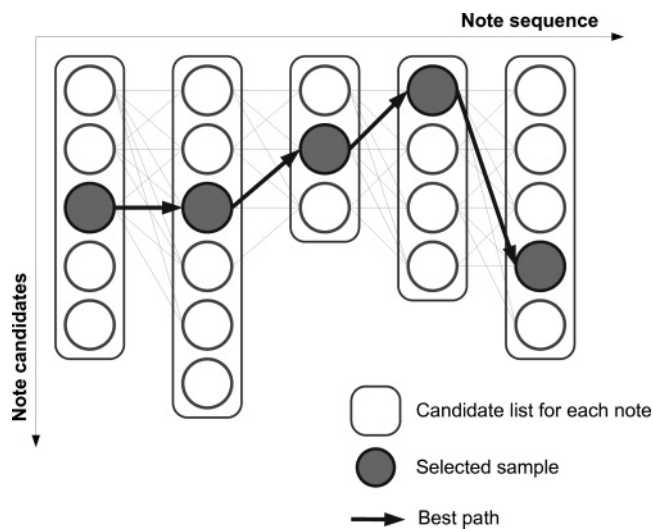 Note sequence
Note candidates
Candidate list for each note
Selected sample
Best path